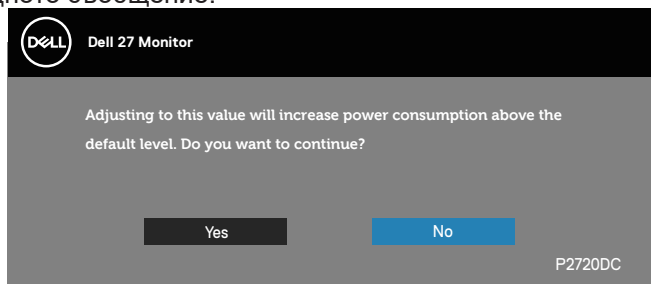 DELL
Dell 27 Monitor
Adjusting to this value will increase power consumption above the
default level. Do you want to continue?
Yes
No
P2720DC